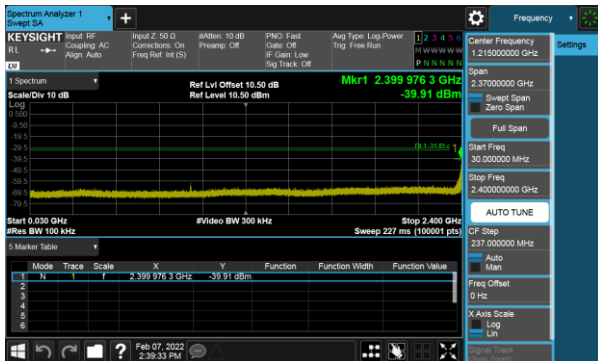 Spectrum Analyzer 1
Swept SA
+
Frequency
KEYSIGHT
Input: RF
Coupling: AC
Align: Auto
Input Z: 50 Ω
Corrections: On
Freq Ref: Int (S)
#Atten: 10 dB
Preamp: Off
PNO: Fast
Gate: Off
IF Gain: Low
Sig Track: Off
Avg Type: Log-Power
Trig: Free Run
1 2 3 4 5 6
M W W W W W
P N N N N N
RL
1 Spectrum
Scale/Div 10 dB
Ref Lvl Offset 10.50 dB
Ref Level 10.50 dBm
Mkr1 2.399 976 3 GHz
-39.91 dBm
Log
0.500
-9.50
-19.5
-29.5
-39.5
-49.5
-59.5
-69.5
-79.5
1
Start 0.030 GHz
#Res BW 100 kHz
#Video BW 300 kHz
Stop 2.400 GHz
Sweep 227 ms (100001 pts)
5 Marker Table
Mode Trace Scale X Y Function Function Width Function Value
1 N 1 f 2.399 976 3 GHz -39.91 dBm
2
3
4
5
6
Center Frequency
1.215000000 GHz
Span
2.37000000 GHz
Swept Span
Zero Span
Full Span
Start Freq
30.000000 MHz
Stop Freq
2.400000000 GHz
AUTO TUNE
CF Step
237.000000 MHz
Auto
Man
Freq Offset
0 Hz
X Axis Scale
Log
Lin
Signal Track
Settings
?
Feb 07, 2022
2:39:33 PM